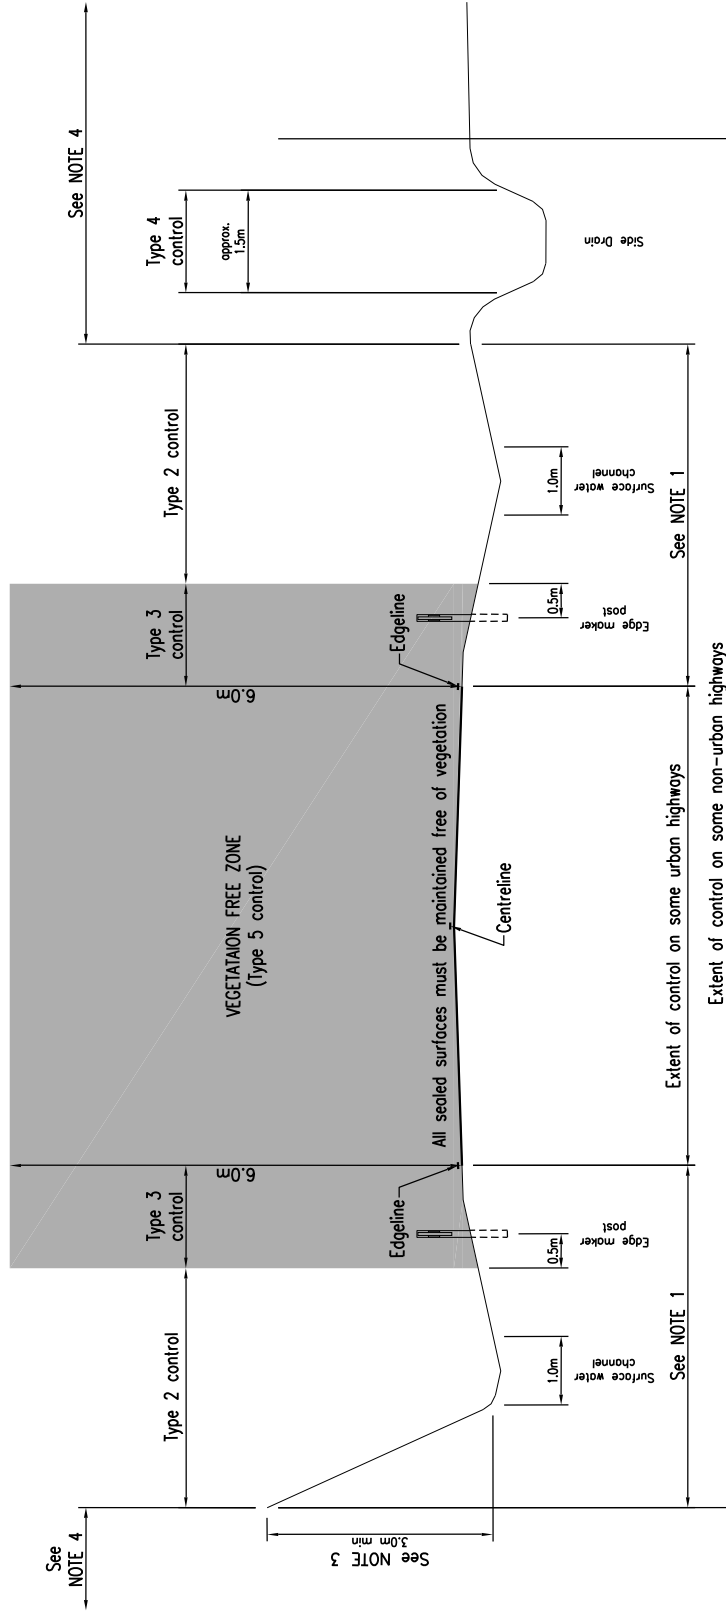 See
NOTE 4
See NOTE 4
Type 4
control
approx.
1.5m
Type 2 control
Type 3
control
Type 3
control
Type 2 control
6.0m
6.0m
VEGETATAION FREE ZONE
(Type 5 control)
Edgeline
Edgeline
All sealed surfaces must be maintained free of vegetation
Centreline
See NOTE 3
3.0m min
1.0m
Surface water
channel
0.5m
Edge maker
post
0.5m
Edge maker
post
1.0m
Surface water
channel
Side Drain
See NOTE 1
Extent of control on some urban highways
See NOTE 1
Extent of control on some non-urban highways